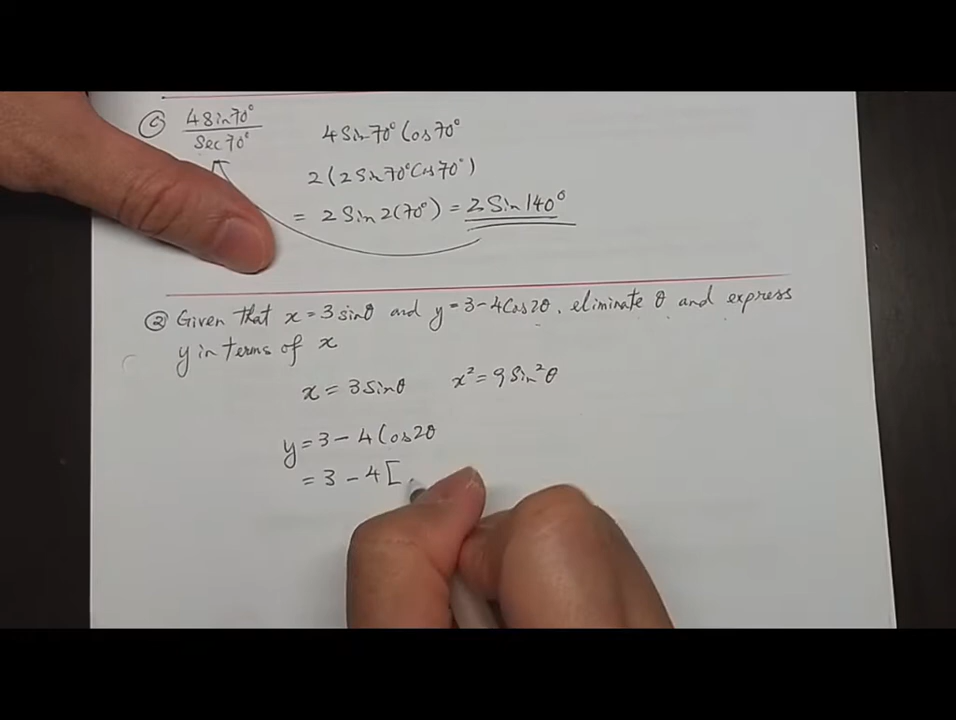 ⓒ 4Sin70° / Sec70° 4Sin70°Cos70°
2(2Sin70°Cos70°)
= 2Sin2(70°) = 2Sin140°
② Given that x=3sinθ and y=3-4Cos2θ, eliminate θ and express
y in terms of x
x = 3Sinθ x² = 9Sin²θ
y = 3 - 4Cos2θ
= 3 - 4[